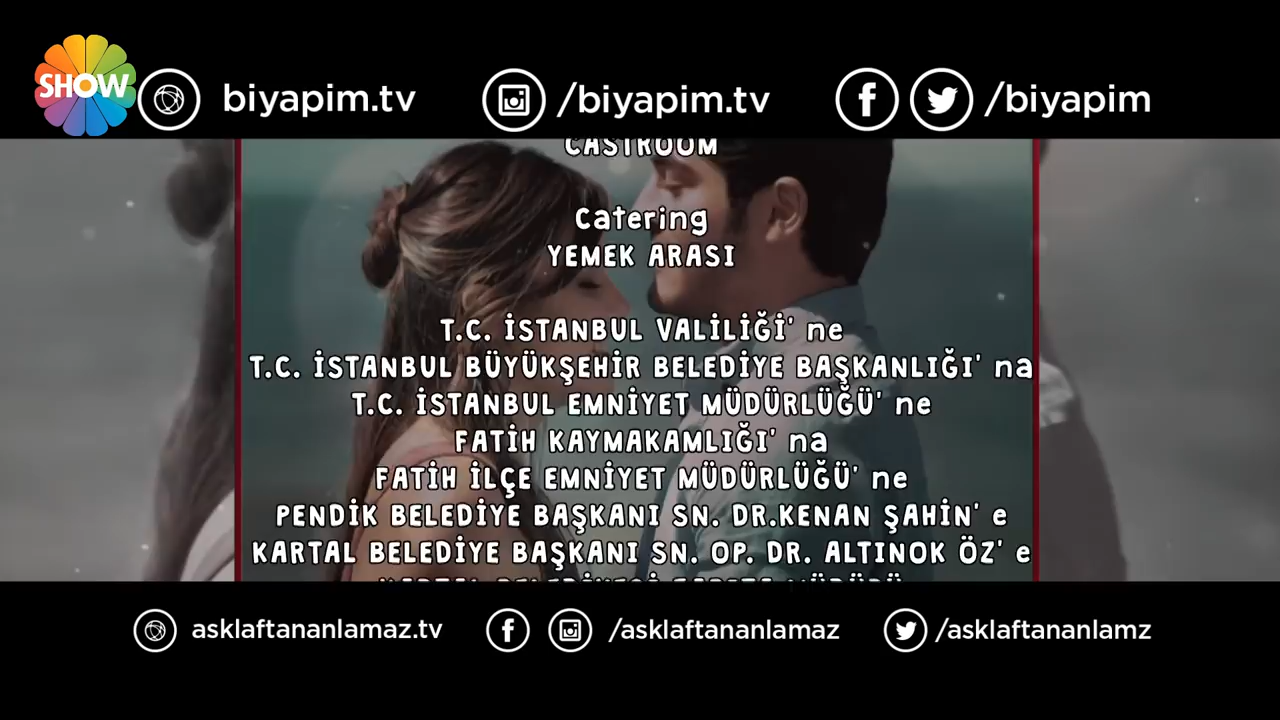 SHOW
biyapim.tv
/biyapim.tv
/biyapim
CASTROOM
Catering
YEMEK ARASI
T.C. İSTANBUL VALİLİĞİ' ne
T.C. İSTANBUL BÜYÜKŞEHİR BELEDİYE BAŞKANLIĞI' na
T.C. İSTANBUL EMNİYET MÜDÜRLÜĞÜ' ne
FATİH KAYMAKAMLIĞI' na
FATİH İLÇE EMNİYET MÜDÜRLÜĞÜ' ne
PENDİK BELEDİYE BAŞKANI SN. DR.KENAN ŞAHİN' e
KARTAL BELEDİYE BAŞKANI SN. OP. DR. ALTINOK ÖZ' e
asklaftananlamaz.tv
/asklaftananlamaz
/asklaftananlamz